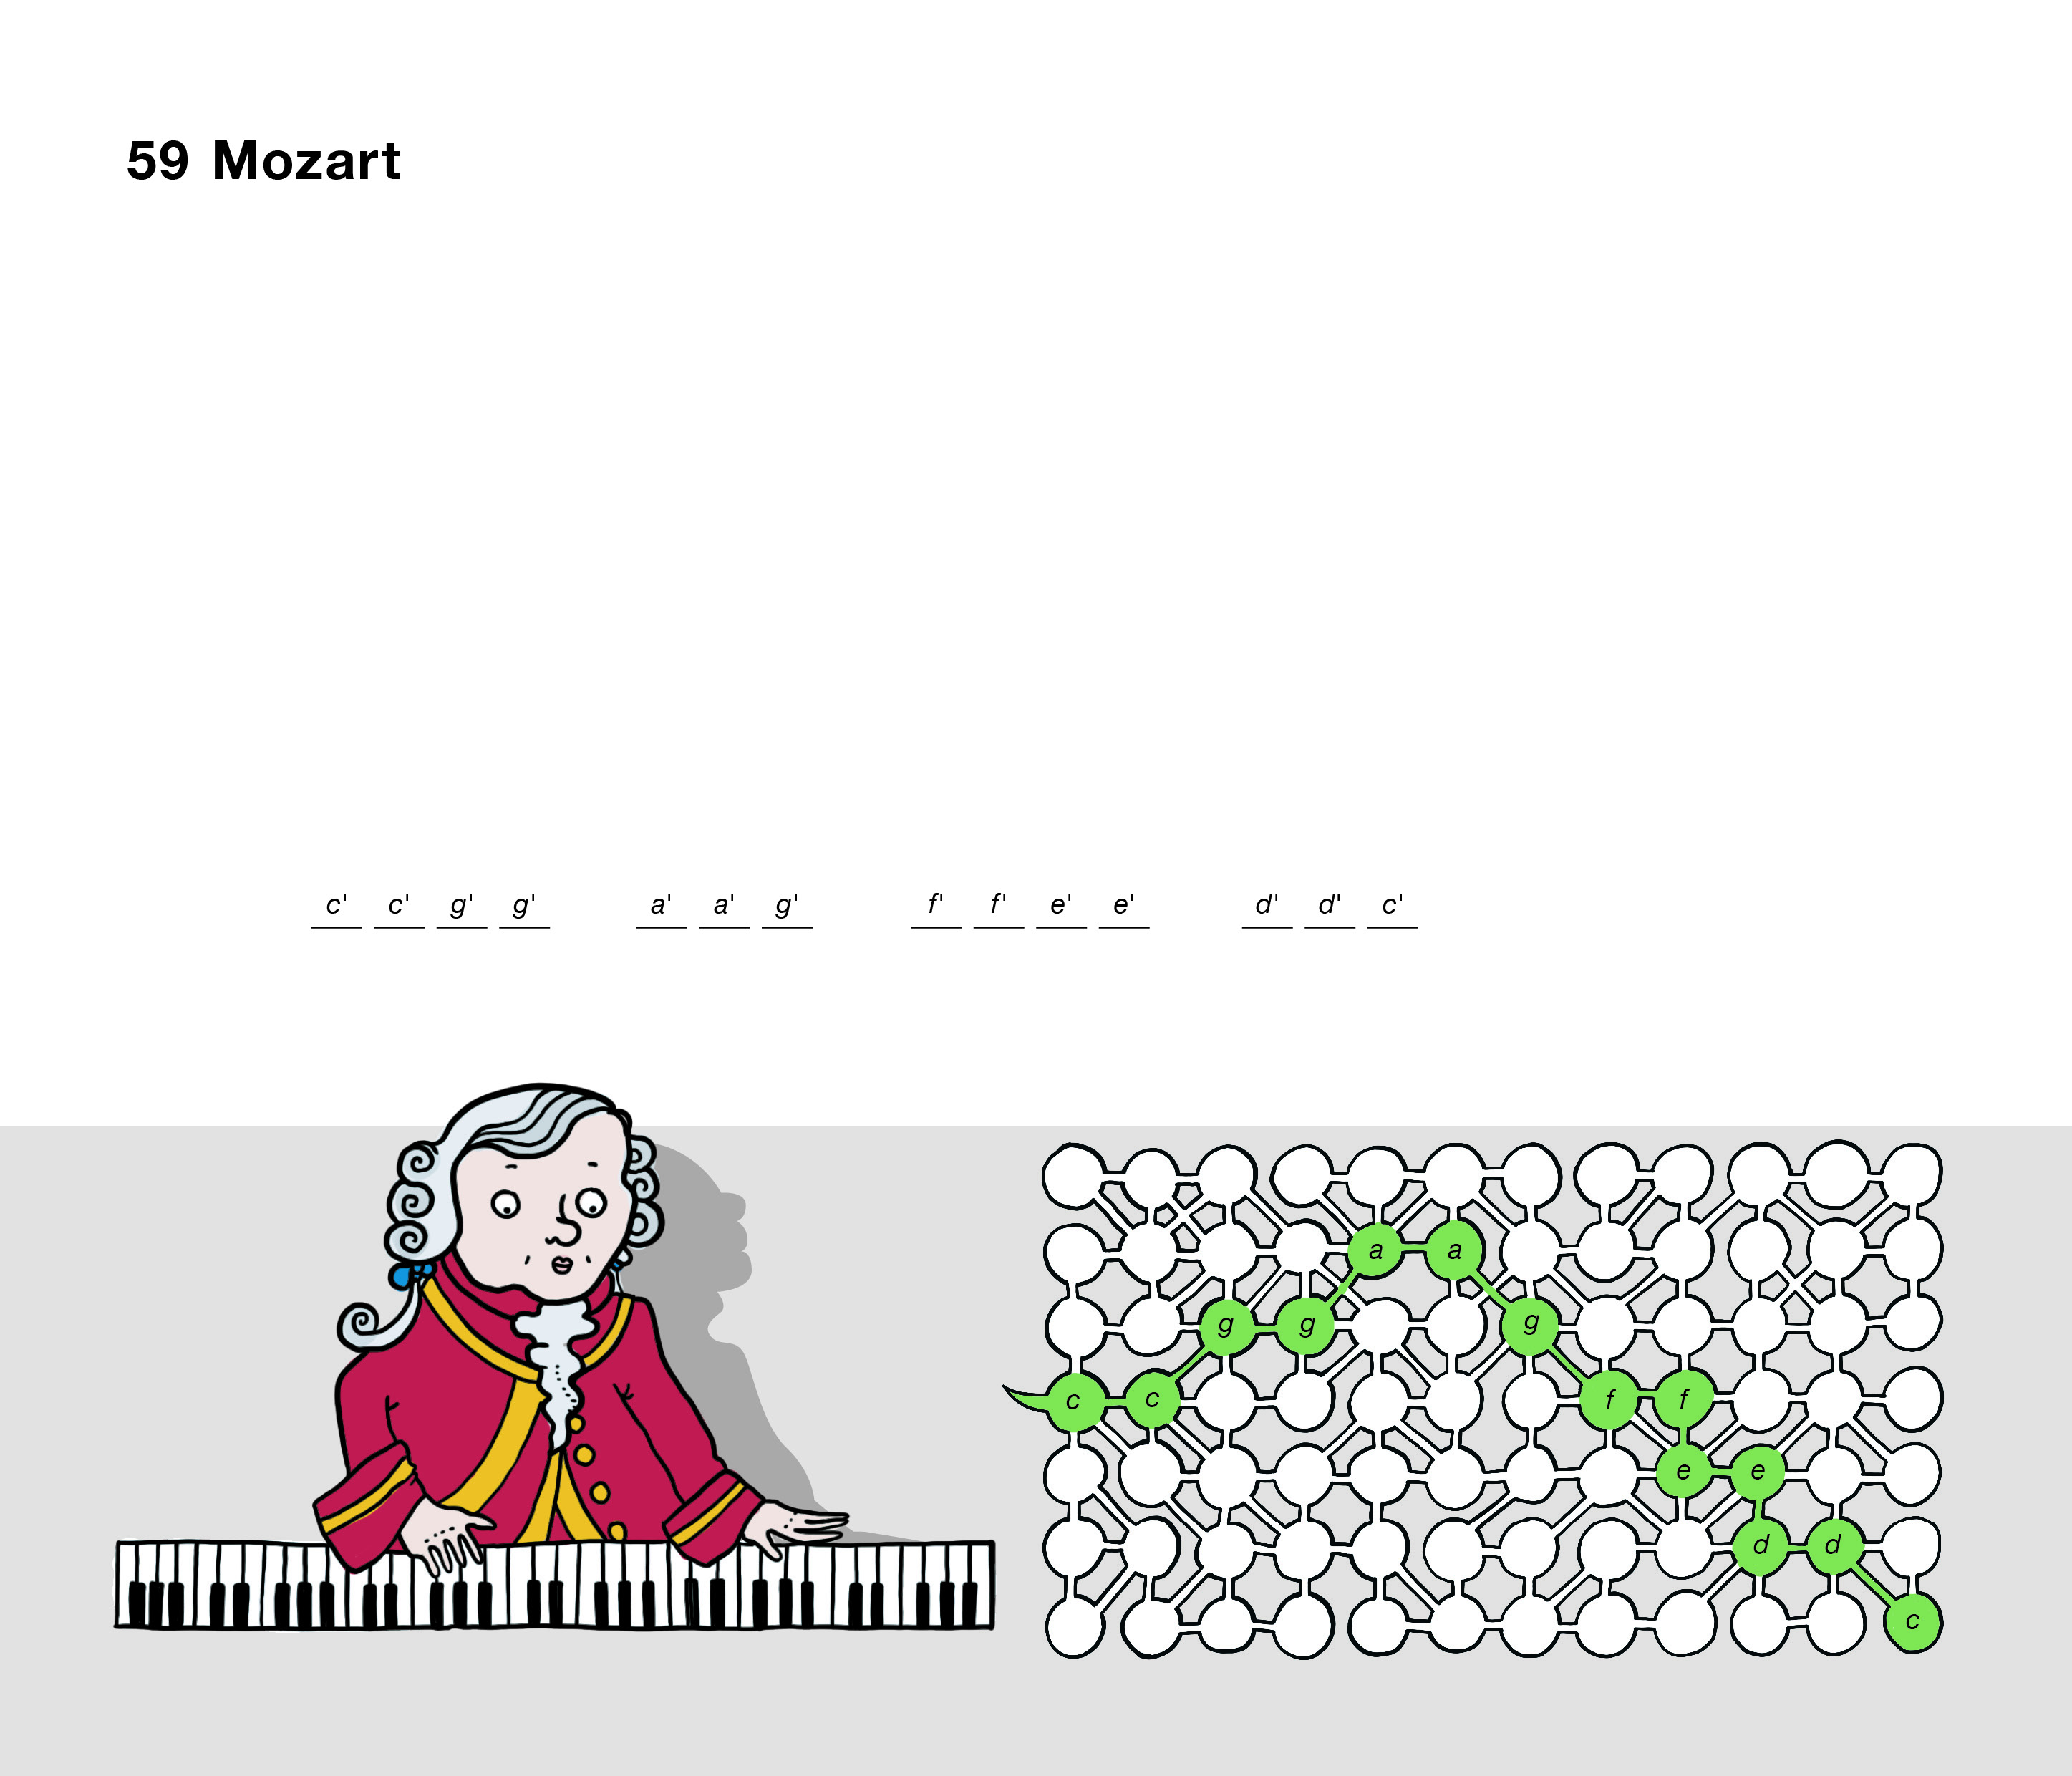 59 Mozart
c' c' g' g' a' a' g' f' f' e' e' d' d' c'
a a
g g g
c c f f
e e
d d
c